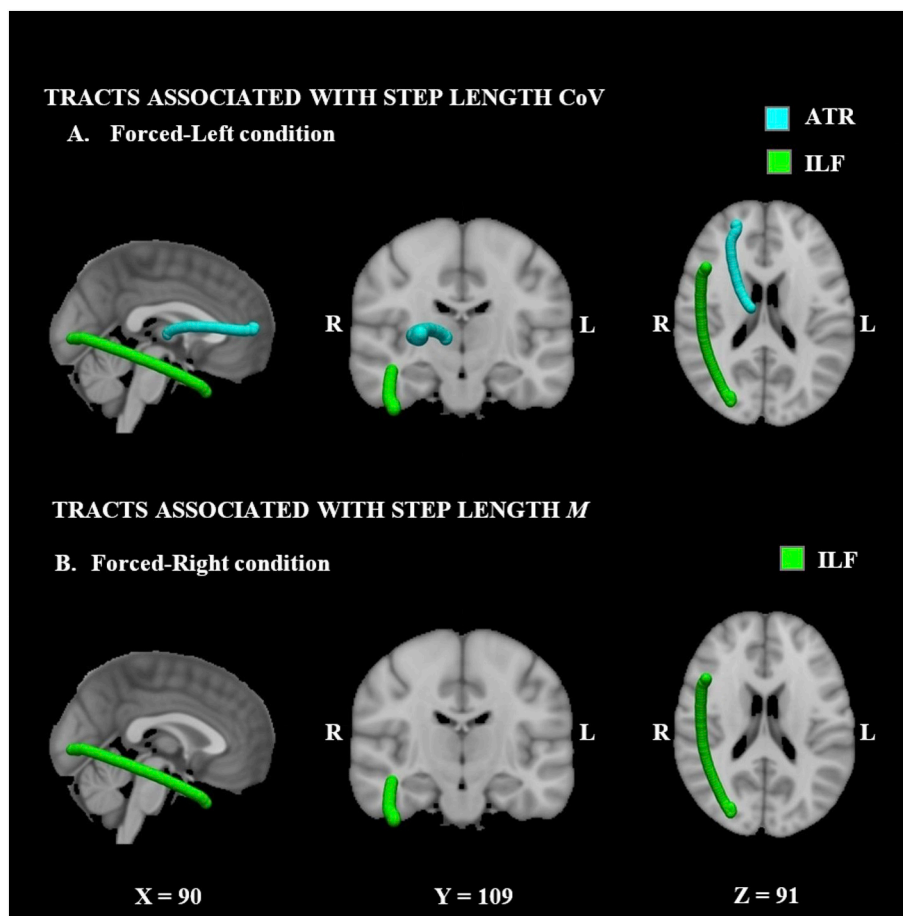 TRACTS ASSOCIATED WITH STEP LENGTH CoV
A. Forced-Left condition
ATR
ILF
R
L
R
L
TRACTS ASSOCIATED WITH STEP LENGTH M
B. Forced-Right condition
ILF
R
L
R
L
X = 90
Y = 109
Z = 91